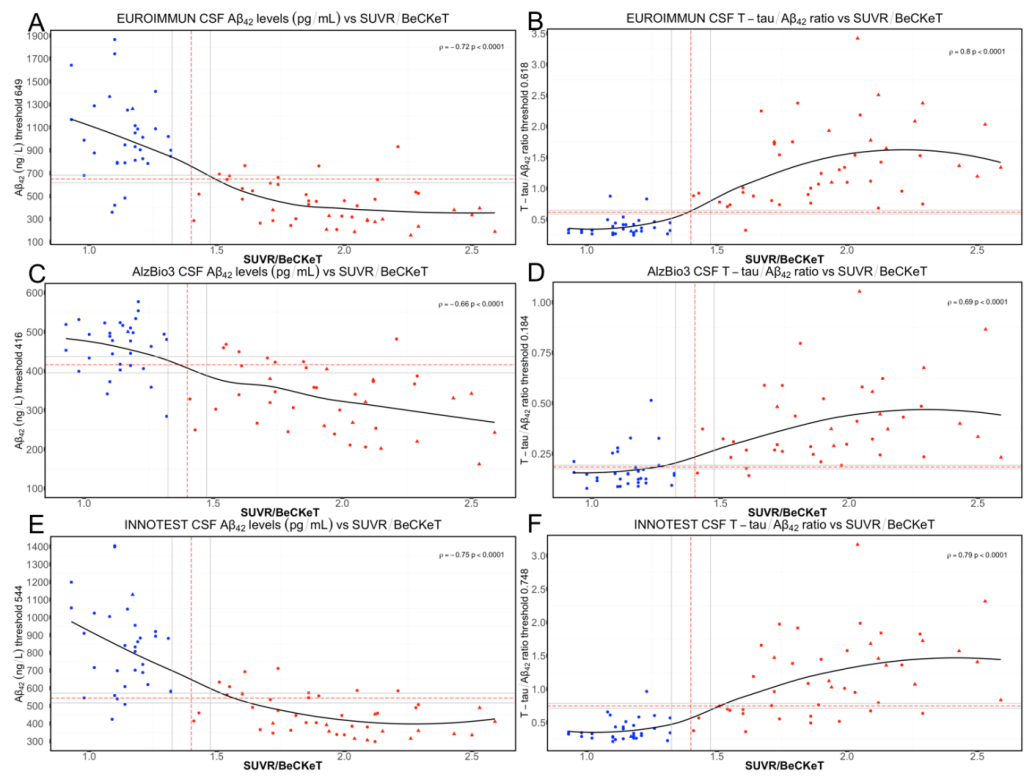 A EUROIMMUN CSF Aβ42 levels (pg/mL) vs SUVR/BeCKeT
ρ = − 0.72 p < 0.0001
Aβ42 (ng/L) threshold 649
1900
1700
1500
1300
1100
900
700
500
300
100
1.0 1.5 2.0 2.5
SUVR/BeCKeT
B EUROIMMUN CSF T − tau/Aβ42 ratio vs SUVR/BeCKeT
ρ = 0.8 p < 0.0001
T − tau/Aβ42 ratio threshold 0.618
3.5
3.0
2.5
2.0
1.5
1.0
0.5
1.0 1.5 2.0 2.5
SUVR/BeCKeT
C AlzBio3 CSF Aβ42 levels (pg/mL) vs SUVR/BeCKeT
ρ = − 0.66 p < 0.0001
Aβ42 (ng/L) threshold 416
600
500
400
300
200
100
1.0 1.5 2.0 2.5
SUVR/BeCKeT
D AlzBio3 CSF T − tau/Aβ42 ratio vs SUVR/BeCKeT
ρ = 0.69 p < 0.0001
T − tau/Aβ42 ratio threshold 0.184
1.00
0.75
0.50
0.25
1.0 1.5 2.0 2.5
SUVR/BeCKeT
E INNOTEST CSF Aβ42 levels (pg/mL) vs SUVR/BeCKeT
ρ = − 0.75 p < 0.0001
Aβ42 (ng/L) threshold 544
1400
1300
1200
1100
1000
900
800
700
600
500
400
300
1.0 1.5 2.0 2.5
SUVR/BeCKeT
F INNOTEST CSF T − tau/Aβ42 ratio vs SUVR/BeCKeT
ρ = 0.79 p < 0.0001
T − tau/Aβ42 ratio threshold 0.748
3.0
2.5
2.0
1.5
1.0
0.5
1.0 1.5 2.0 2.5
SUVR/BeCKeT